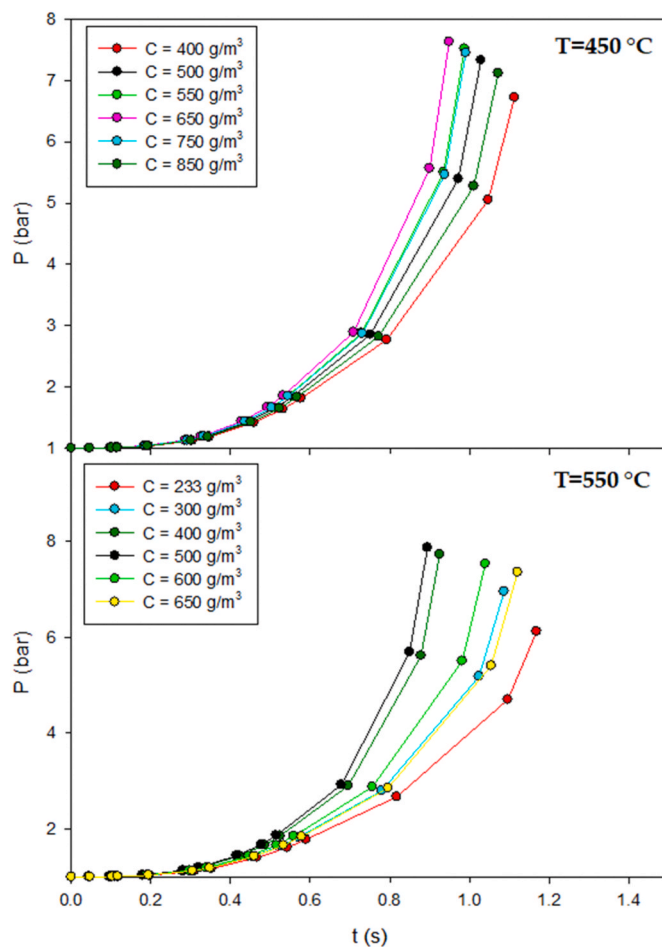 8
7
6
5
4
3
2
1
P (bar)
C = 400 g/m³
C = 500 g/m³
C = 550 g/m³
C = 650 g/m³
C = 750 g/m³
C = 850 g/m³
T=450 °C
8
6
4
2
P (bar)
C = 233 g/m³
C = 300 g/m³
C = 400 g/m³
C = 500 g/m³
C = 600 g/m³
C = 650 g/m³
T=550 °C
0.0 0.2 0.4 0.6 0.8 1.0 1.2 1.4
t (s)